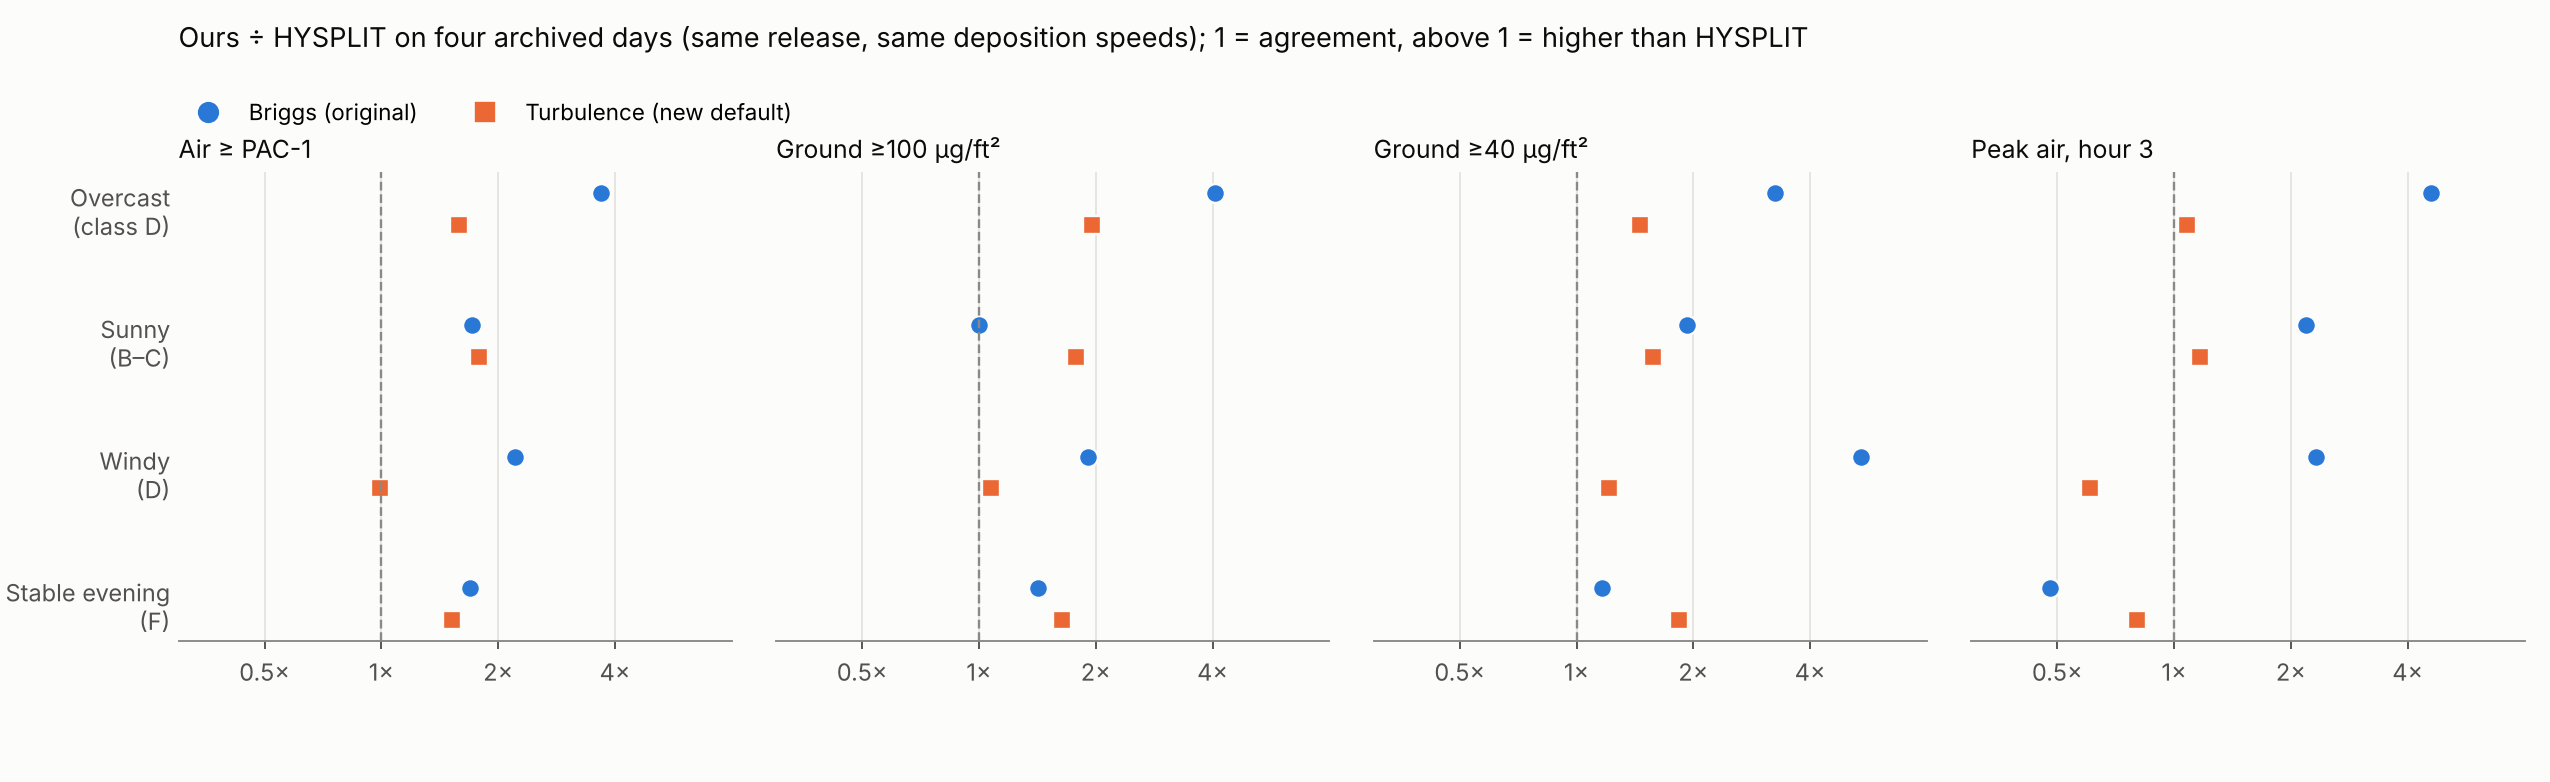 Ours ÷ HYSPLIT on four archived days (same release, same deposition speeds); 1 = agreement, above 1 = higher than HYSPLIT
Briggs (original) Turbulence (new default)
Air ≥ PAC-1 Ground ≥100 µg/ft² Ground ≥40 µg/ft² Peak air, hour 3
Overcast
(class D)
Sunny
(B–C)
Windy
(D)
Stable evening
(F)
0.5× 1× 2× 4× 0.5× 1× 2× 4× 0.5× 1× 2× 4× 0.5× 1× 2× 4×